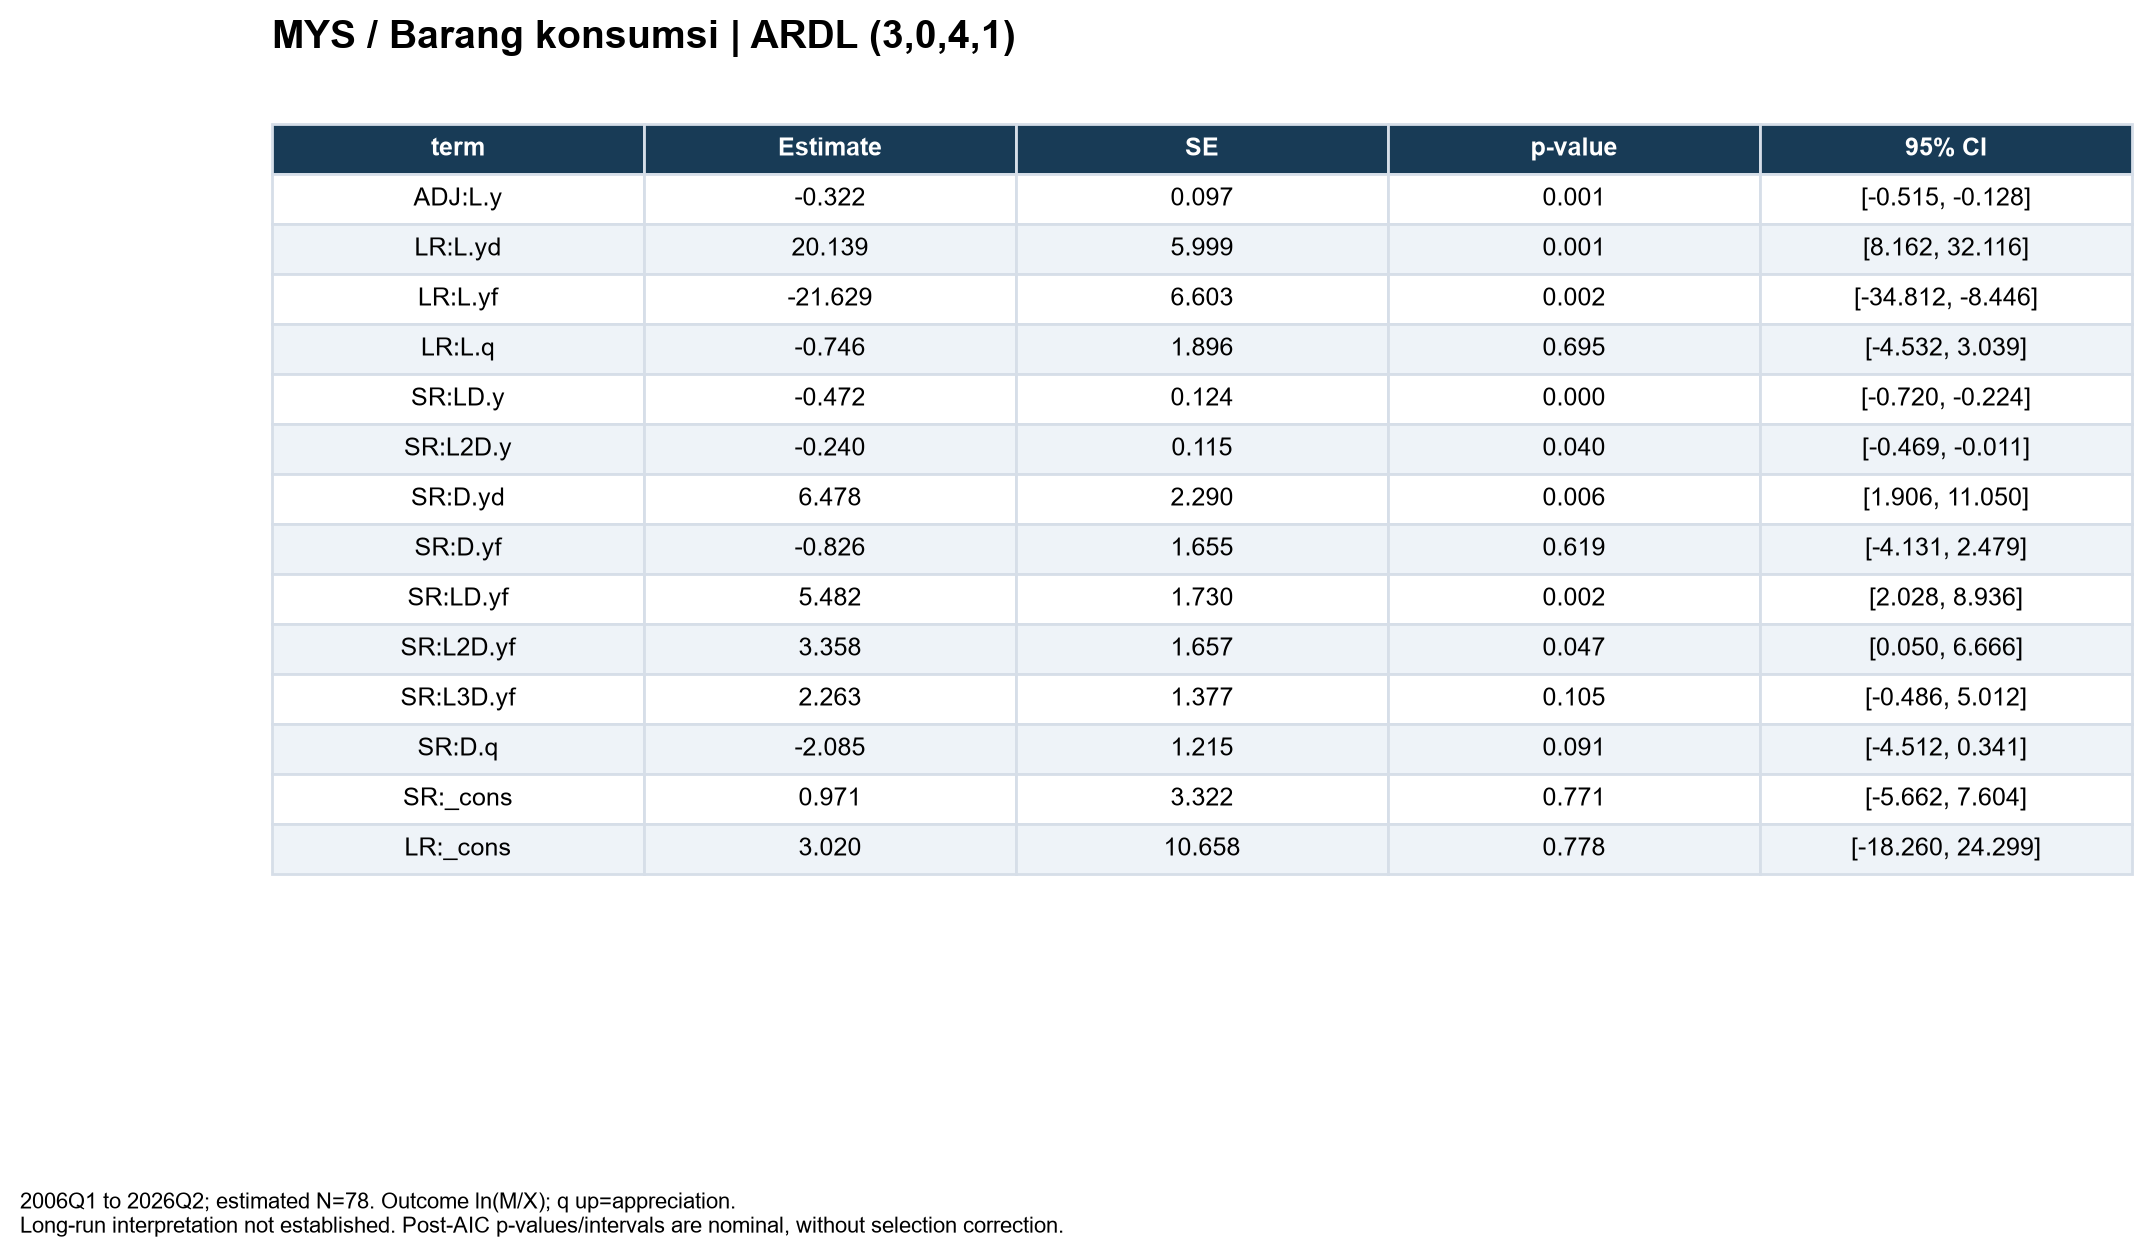 MYS / Barang konsumsi | ARDL (3,0,4,1)
term Estimate SE p-value 95% CI
ADJ:L.y -0.322 0.097 0.001 [-0.515, -0.128]
LR:L.yd 20.139 5.999 0.001 [8.162, 32.116]
LR:L.yf -21.629 6.603 0.002 [-34.812, -8.446]
LR:L.q -0.746 1.896 0.695 [-4.532, 3.039]
SR:LD.y -0.472 0.124 0.000 [-0.720, -0.224]
SR:L2D.y -0.240 0.115 0.040 [-0.469, -0.011]
SR:D.yd 6.478 2.290 0.006 [1.906, 11.050]
SR:D.yf -0.826 1.655 0.619 [-4.131, 2.479]
SR:LD.yf 5.482 1.730 0.002 [2.028, 8.936]
SR:L2D.yf 3.358 1.657 0.047 [0.050, 6.666]
SR:L3D.yf 2.263 1.377 0.105 [-0.486, 5.012]
SR:D.q -2.085 1.215 0.091 [-4.512, 0.341]
SR:_cons 0.971 3.322 0.771 [-5.662, 7.604]
LR:_cons 3.020 10.658 0.778 [-18.260, 24.299]
2006Q1 to 2026Q2; estimated N=78. Outcome ln(M/X); q up=appreciation.
Long-run interpretation not established. Post-AIC p-values/intervals are nominal, without selection correction.